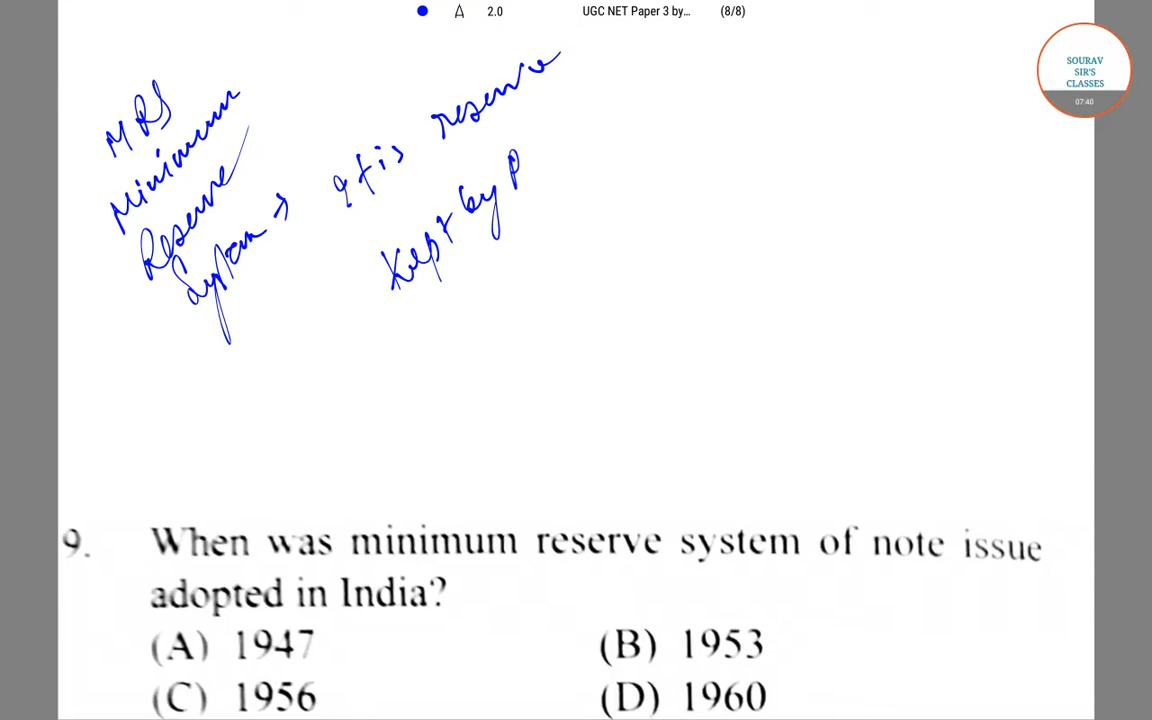 2.0 UGC NET Paper 3 by... (8/8)
SOURAV
SIR'S
CLASSES
07:40
MRS
Minimum
Reserve
System → It is reserve
Kept by P
9. When was minimum reserve system of note issue
adopted in India?
(A) 1947 (B) 1953
(C) 1956 (D) 1960